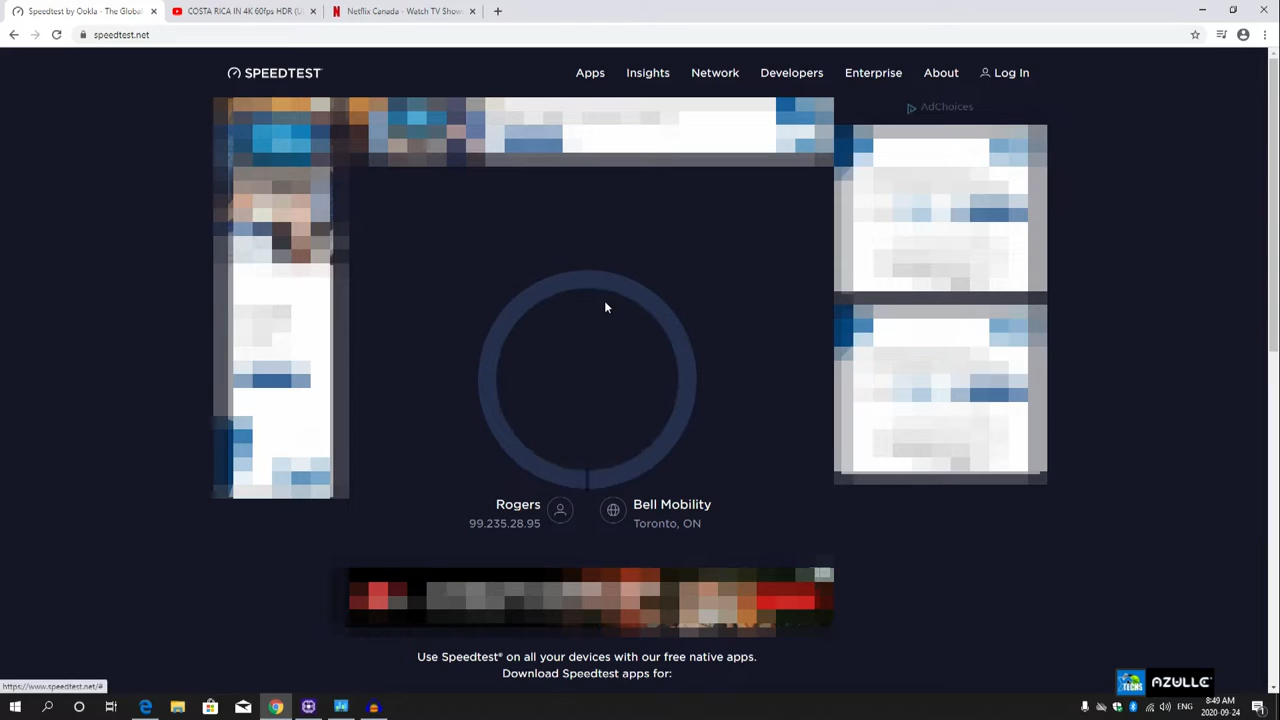 Speedtest by Ookla - The Global
COSTA RICA IN 4K 60fps HDR (U
Netflix Canada - Watch TV Show
speedtest.net
SPEEDTEST
Apps
Insights
Network
Developers
Enterprise
About
Log In
AdChoices
Rogers
99.235.28.95
Bell Mobility
Toronto, ON
Use Speedtest® on all your devices with our free native apps.
Download Speedtest apps for:
https://www.speedtest.net/#
TECHS
AZULLE
ENG
8:49 AM
2020-09-24